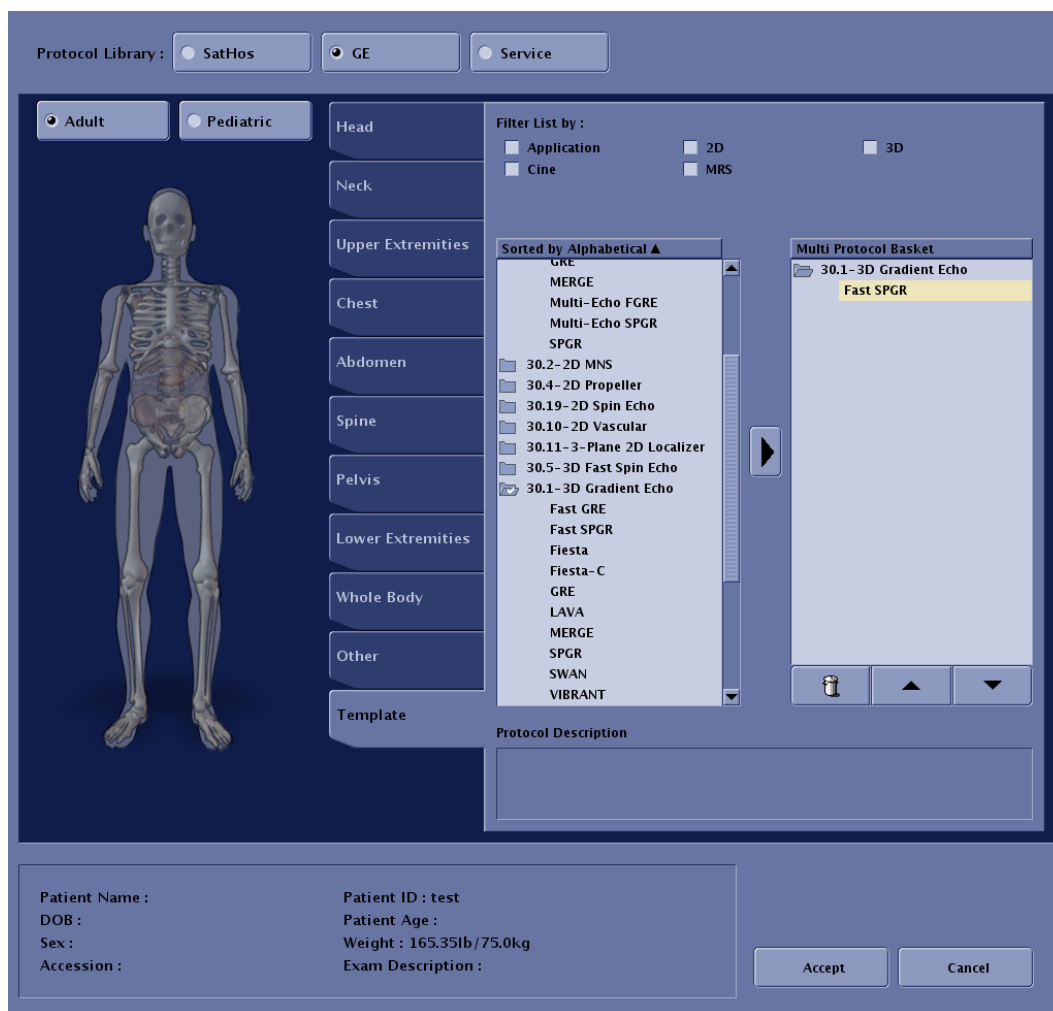 Protocol Library : SatHos GE Service
Adult Pediatric
Head
Neck
Upper Extremities
Chest
Abdomen
Spine
Pelvis
Lower Extremities
Whole Body
Other
Template
Filter List by :
Application 2D 3D
Cine MRS
Sorted by Alphabetical ▲
GRE
MERGE
Multi-Echo FGRE
Multi-Echo SPGR
SPGR
30.2-2D MNS
30.4-2D Propeller
30.19-2D Spin Echo
30.10-2D Vascular
30.11-3-Plane 2D Localizer
30.5-3D Fast Spin Echo
30.1-3D Gradient Echo
Fast GRE
Fast SPGR
Fiesta
Fiesta-C
GRE
LAVA
MERGE
SPGR
SWAN
VIBRANT
Multi Protocol Basket
30.1-3D Gradient Echo
Fast SPGR
Protocol Description
Patient Name : Patient ID : test
DOB : Patient Age :
Sex : Weight : 165.35lb/75.0kg
Accession : Exam Description :
Accept Cancel